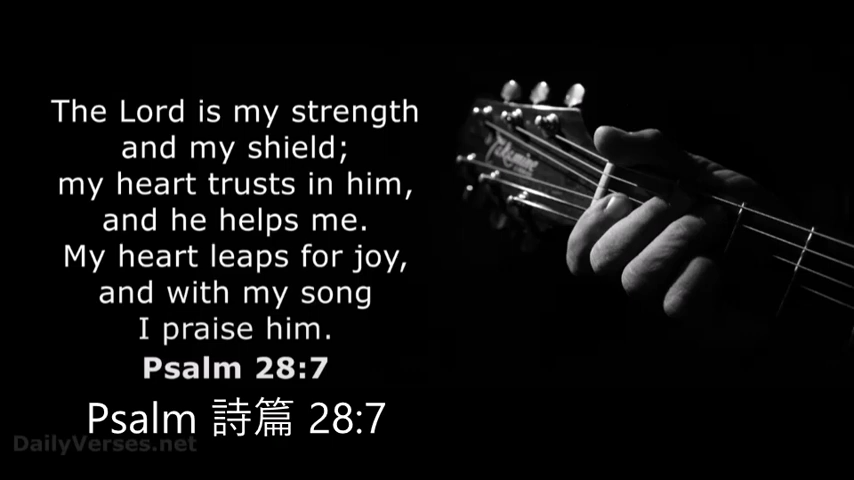 The Lord is my strength
and my shield;
my heart trusts in him,
and he helps me.
My heart leaps for joy,
and with my song
I praise him.
Psalm 28:7
Psalm 詩篇 28:7
DailyVerses.net
Takamine